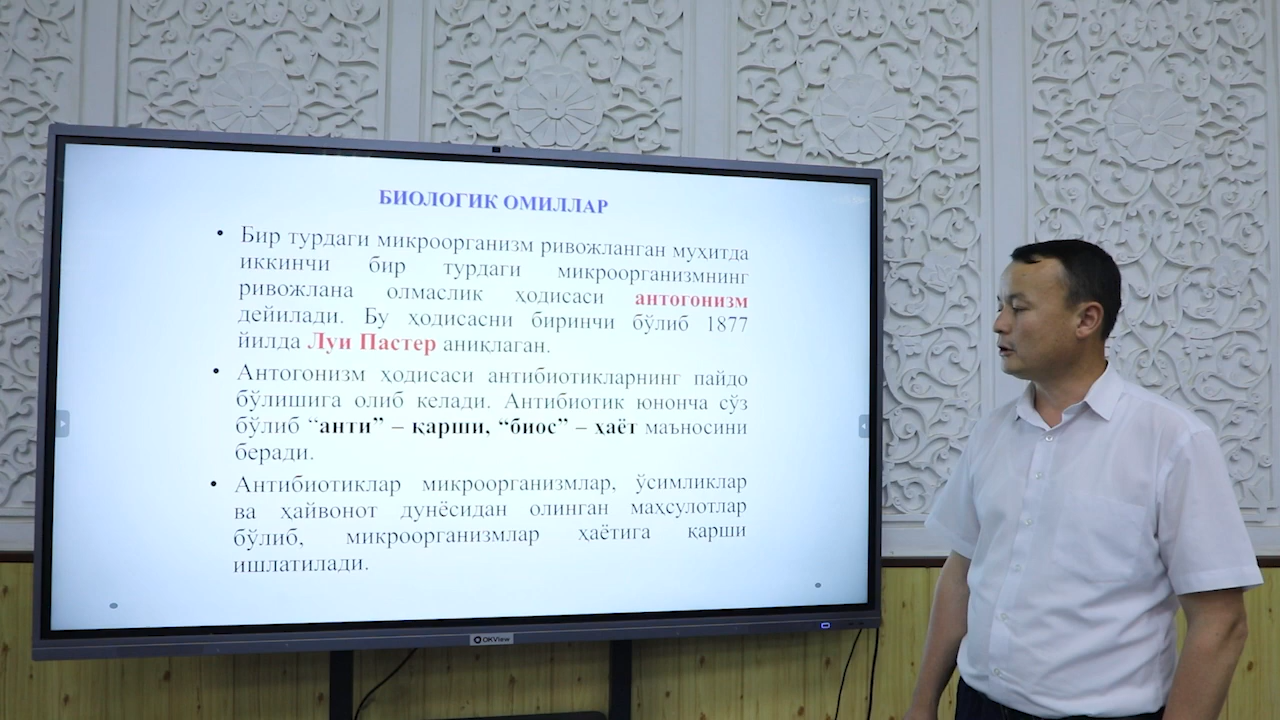 БИОЛОГИК ОМИЛЛАР
• Бир турдаги микроорганизм ривожланган муҳитда
иккинчи бир турдаги микроорганизмнинг
ривожлана олмаслик ҳодисаси антогонизм
дейилади. Бу ҳодисасни биринчи бўлиб 1877
йилда Луи Пастер аниқлаган.
• Антогонизм ҳодисаси антибиотикларнинг пайдо
бўлишига олиб келади. Антибиотик юнонча сўз
бўлиб “анти” – қарши, “биос” – ҳаёт маъносини
беради.
• Антибиотиклар микроорганизмлар, ўсимликлар
ва ҳайвонот дунёсидан олинган маҳсулотлар
бўлиб, микроорганизмлар ҳаётига қарши
ишлатилади.
OKView